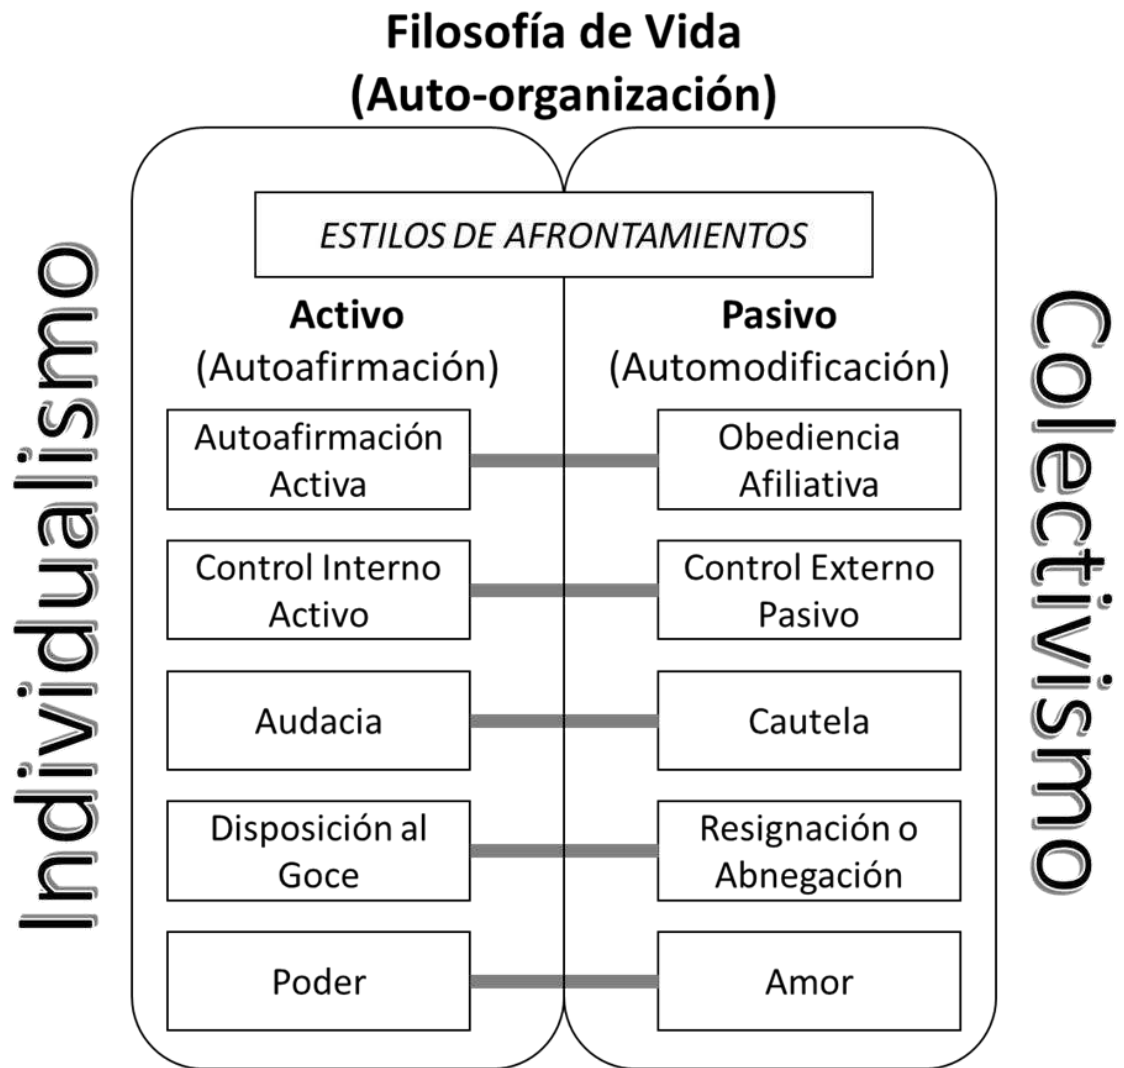 Filosofía de Vida
(Auto-organización)
ESTILOS DE AFRONTAMIENTOS
Individualismo
Activo
(Autoafirmación)
Pasivo
(Automodificación)
Colectivismo
Autoafirmación
Activa
Obediencia
Afiliativa
Control Interno
Activo
Control Externo
Pasivo
Audacia
Cautela
Disposición al
Goce
Resignación o
Abnegación
Poder
Amor